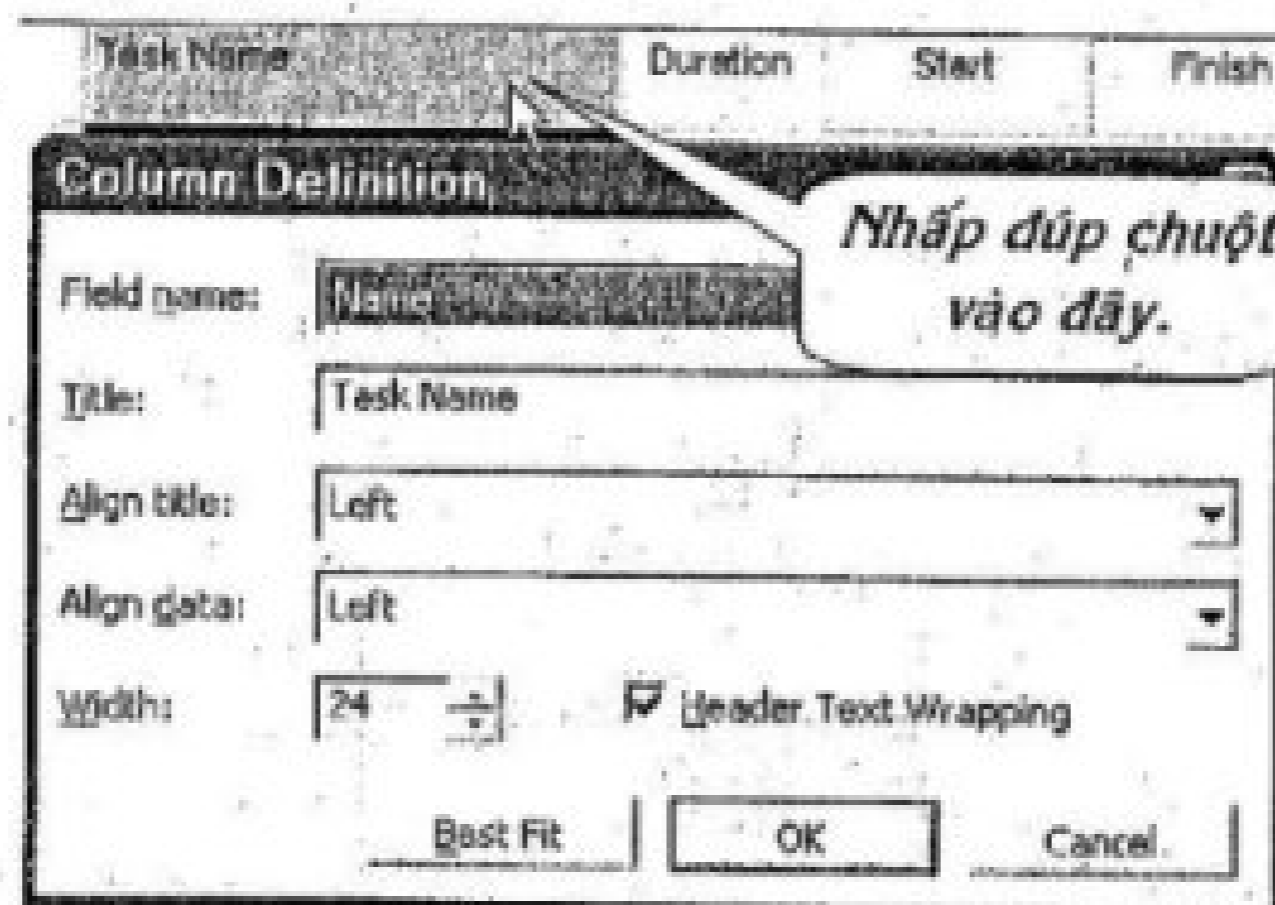 Task Name Duration Start Finish
Column Definition
Nhấp đúp chuột
vào đây.
Field name: Name
Title: Task Name
Align title: Left
Align data: Left
Width: 24 Header Text Wrapping
Best Fit OK Cancel